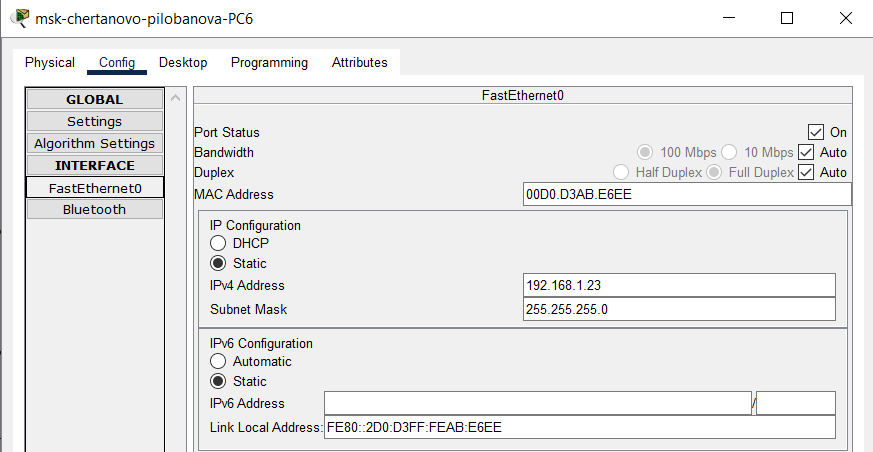 msk-chertanovo-pilobanova-PC6
Physical Config Desktop Programming Attributes
GLOBAL
Settings
Algorithm Settings
INTERFACE
FastEthernet0
Bluetooth
FastEthernet0
Port Status On
Bandwidth 100 Mbps 10 Mbps Auto
Duplex Half Duplex Full Duplex Auto
MAC Address 00D0.D3AB.E6EE
IP Configuration
DHCP
Static
IPv4 Address 192.168.1.23
Subnet Mask 255.255.255.0
IPv6 Configuration
Automatic
Static
IPv6 Address /
Link Local Address: FE80::2D0:D3FF:FEAB:E6EE